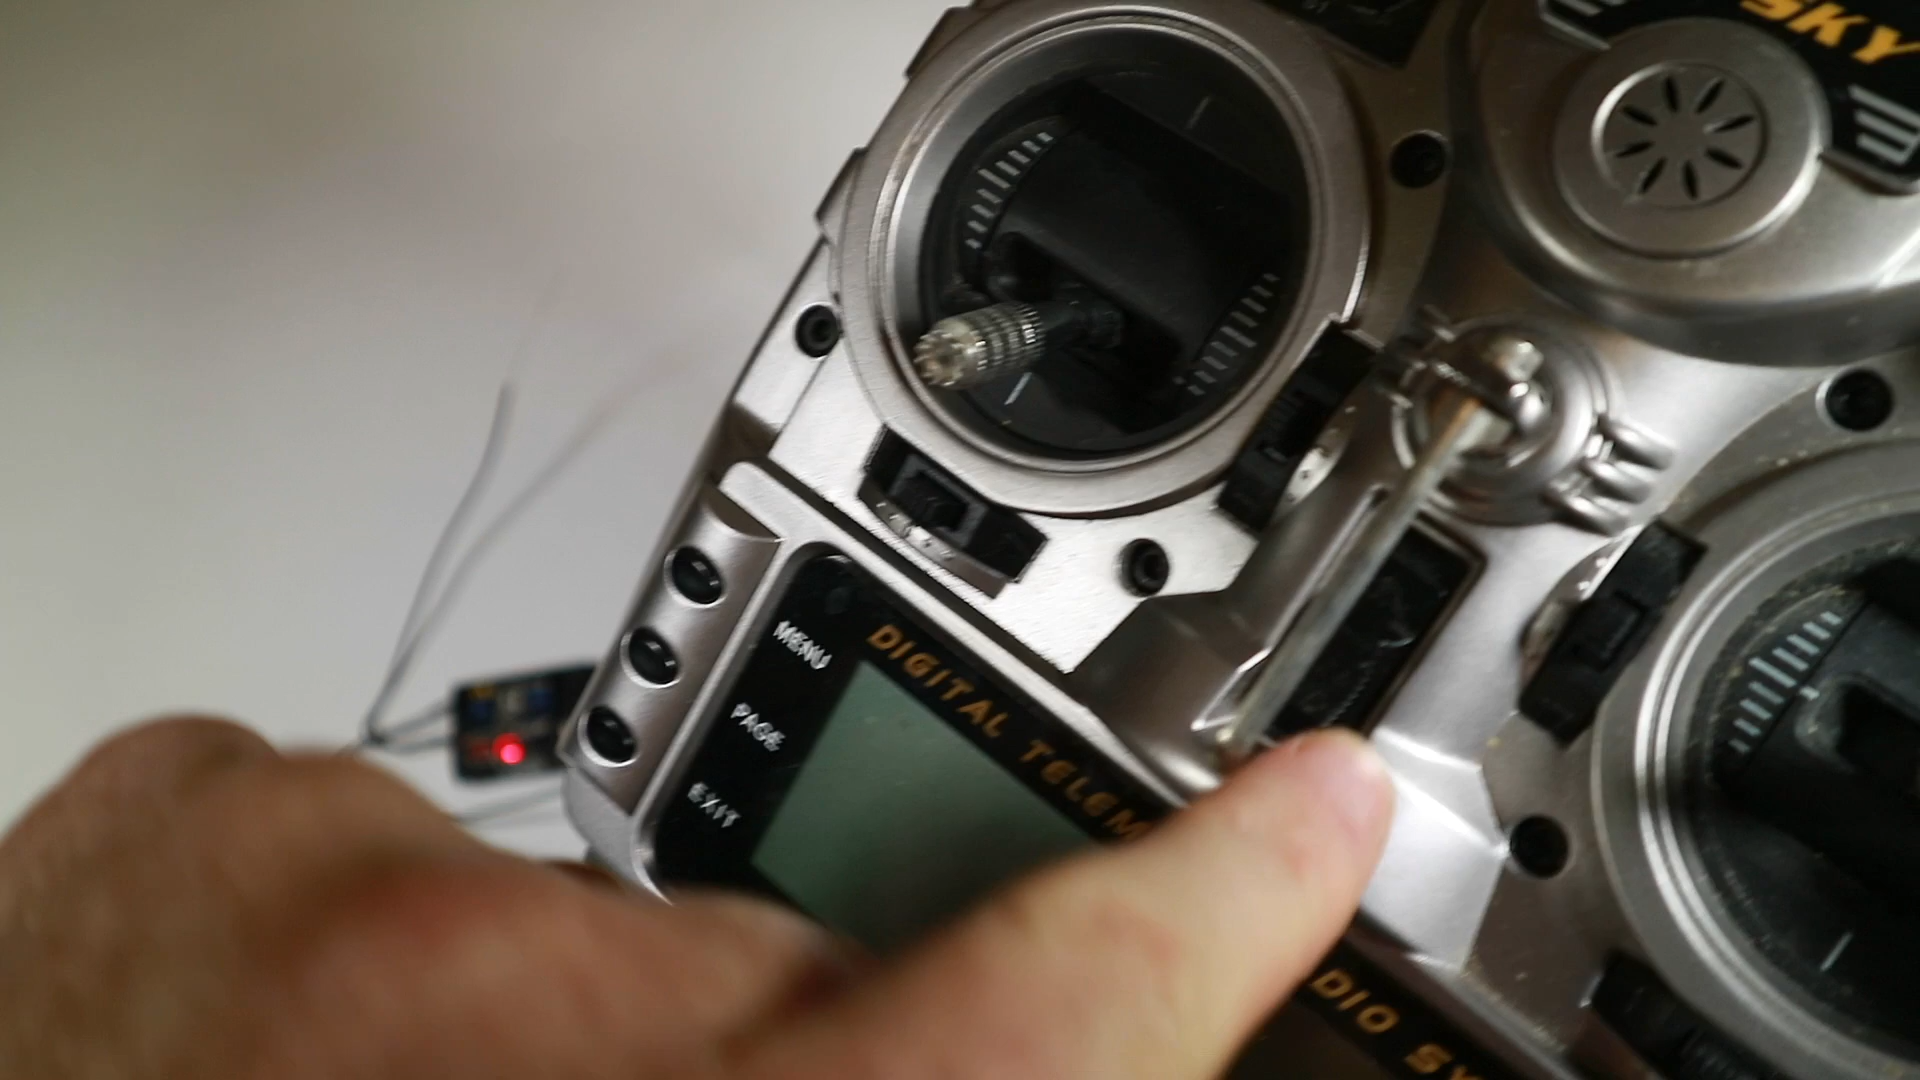 SKY
MENU
PAGE
EXIT
DIGITAL TELEM
DIO SY